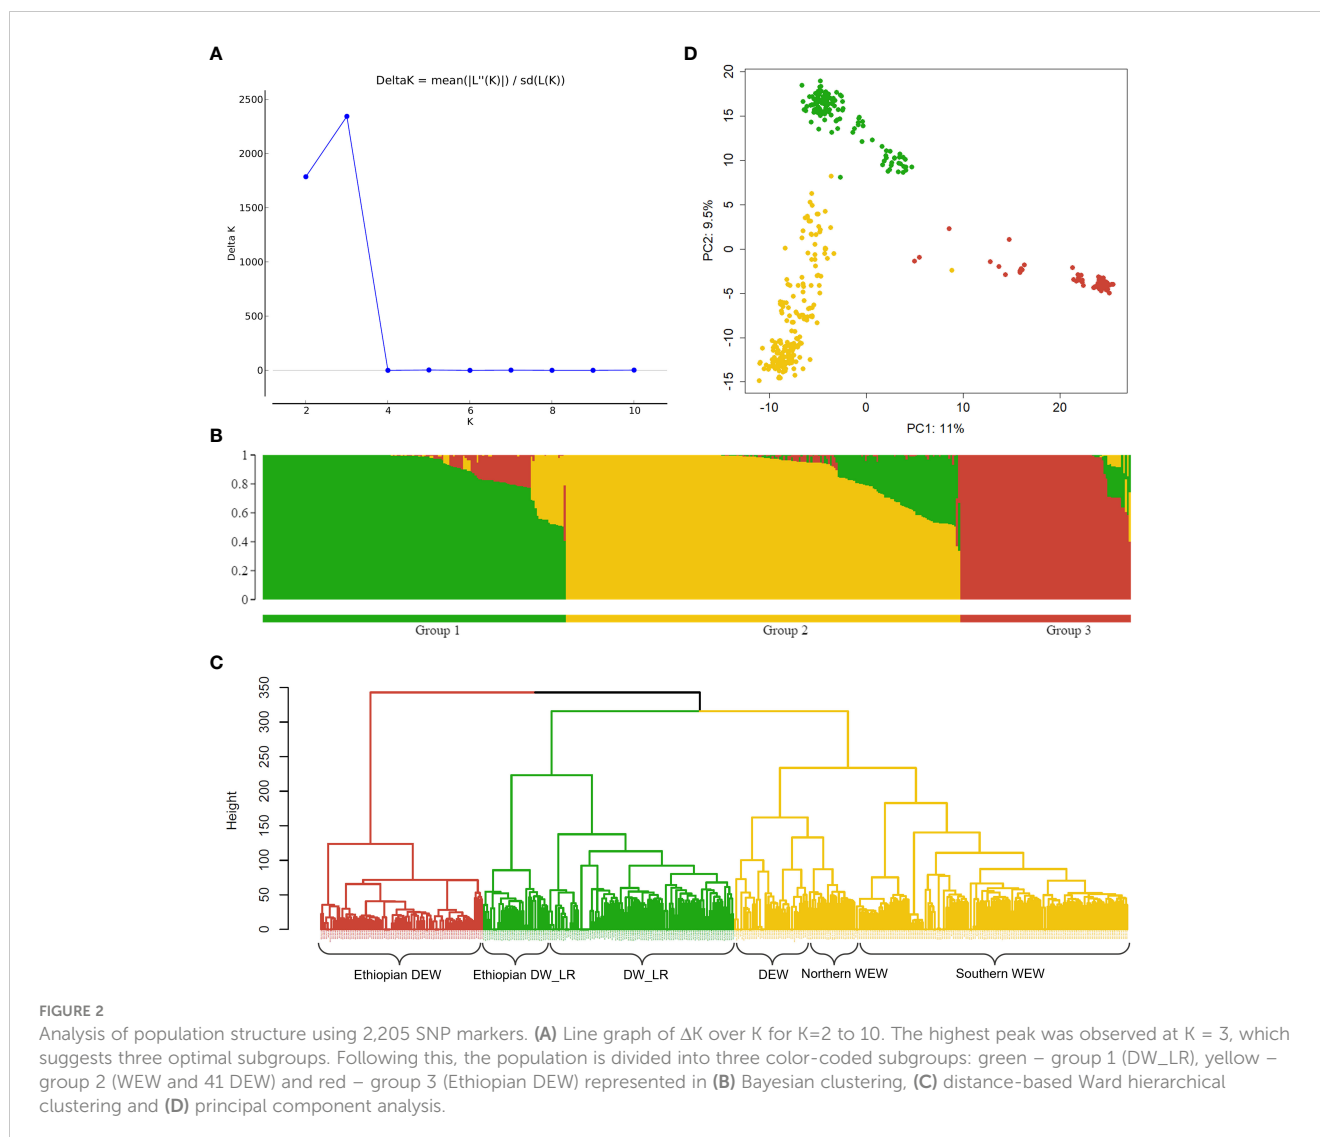 A
DeltaK = mean(|L''(K)|) / sd(L(K))
2500
2000
1500
1000
500
0
Delta K
2 4 6 8 10
K
D
20
15
10
5
0
-5
-10
-15
PC2: 9.5%
-10 0 10 20
PC1: 11%
B
1
0.8
0.6
0.4
0.2
0
Group 1 Group 2 Group 3
C
350
300
250
200
150
100
50
0
Height
Ethiopian DEW Ethiopian DW_LR DW_LR DEW Northern WEW Southern WEW
FIGURE 2
Analysis of population structure using 2,205 SNP markers. (A) Line graph of ΔK over K for K=2 to 10. The highest peak was observed at K = 3, which
suggests three optimal subgroups. Following this, the population is divided into three color-coded subgroups: green – group 1 (DW_LR), yellow –
group 2 (WEW and 41 DEW) and red – group 3 (Ethiopian DEW) represented in (B) Bayesian clustering, (C) distance-based Ward hierarchical
clustering and (D) principal component analysis.